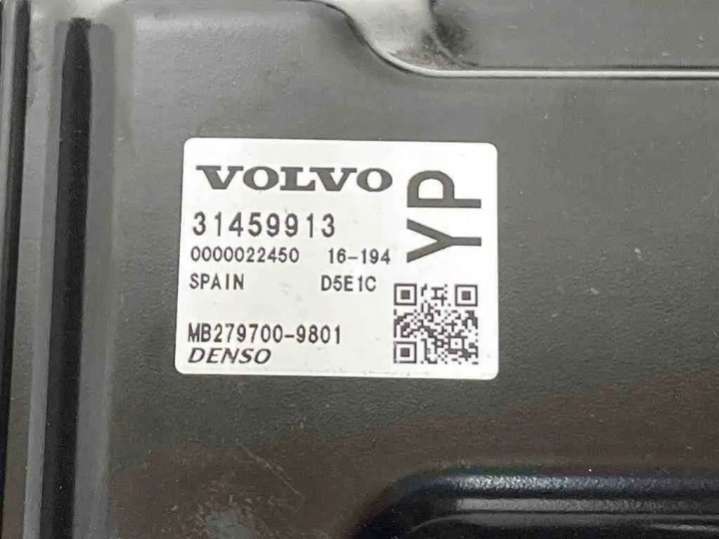 VOLVO
31459913
0000022450 16-194
SPAIN D5E1C
MB279700-9801
DENSO
YP